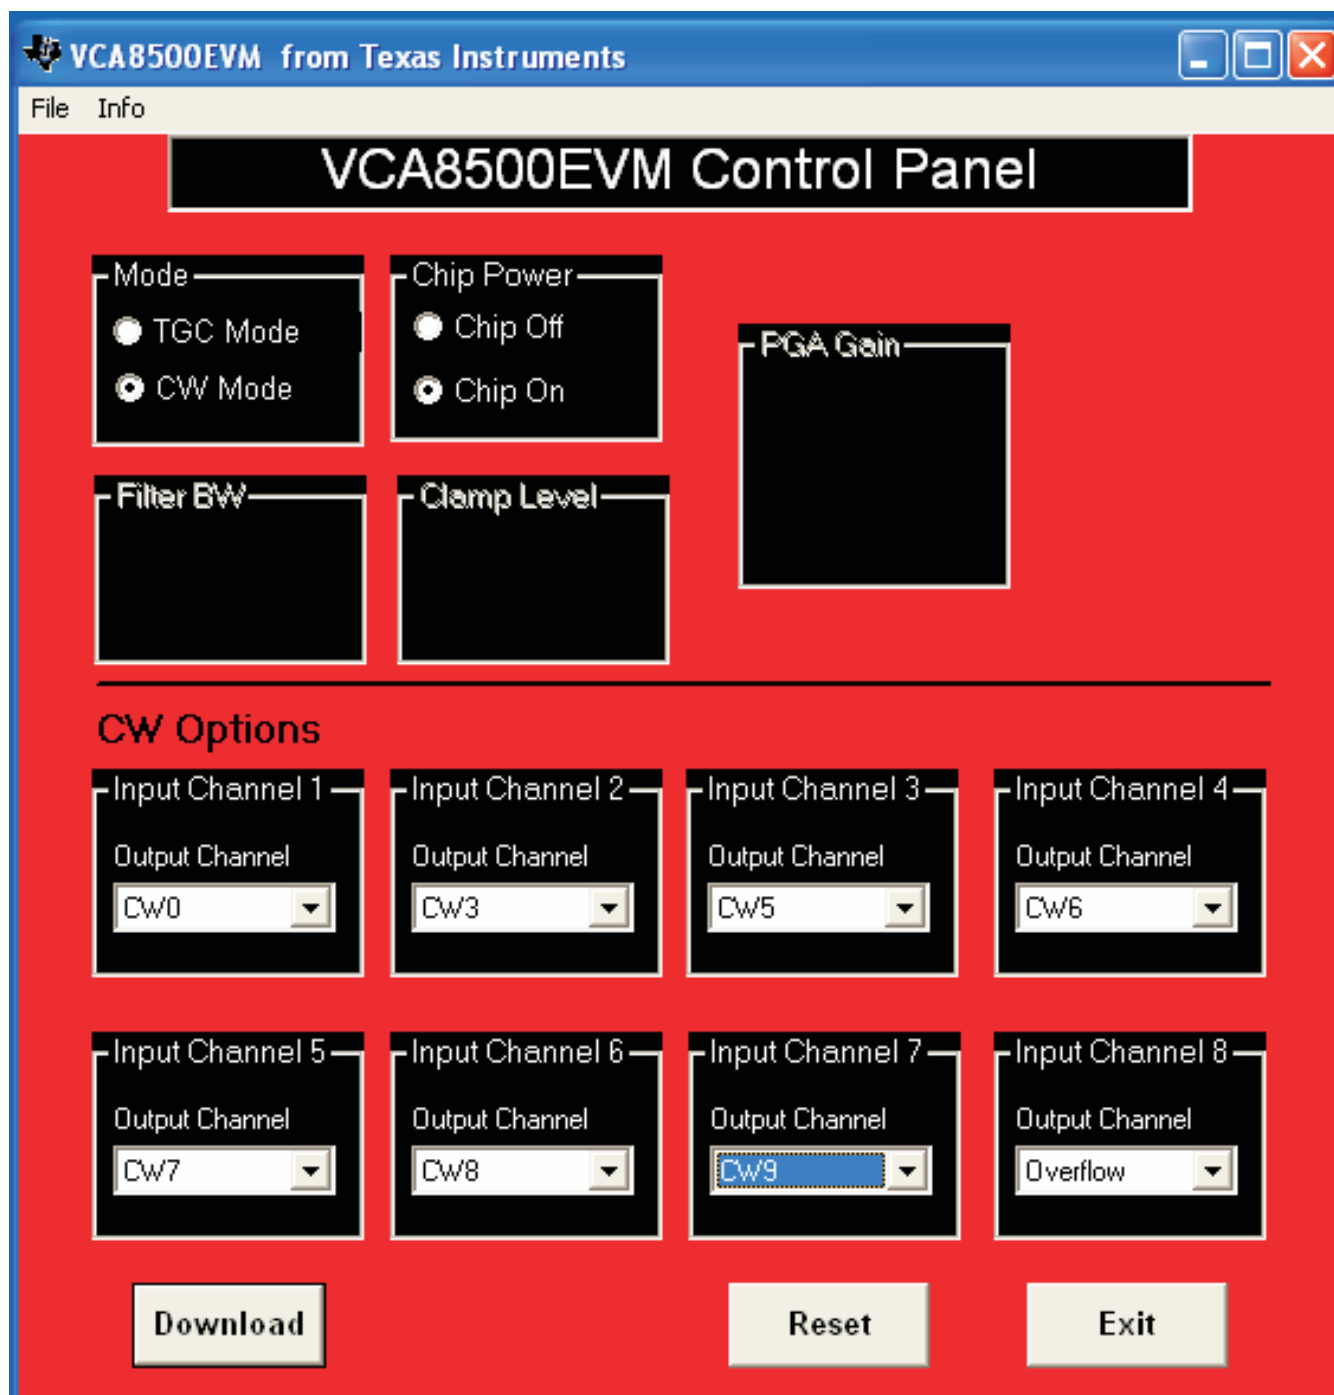 VCA8500EVM from Texas Instruments
File Info
VCA8500EVM Control Panel
Mode
TGC Mode
CW Mode
Chip Power
Chip Off
Chip On
PGA Gain
Filter BW
Clamp Level
CW Options
Input Channel 1
Output Channel
CW0
Input Channel 2
Output Channel
CW3
Input Channel 3
Output Channel
CW5
Input Channel 4
Output Channel
CW6
Input Channel 5
Output Channel
CW7
Input Channel 6
Output Channel
CW8
Input Channel 7
Output Channel
CW9
Input Channel 8
Output Channel
Overflow
Download
Reset
Exit